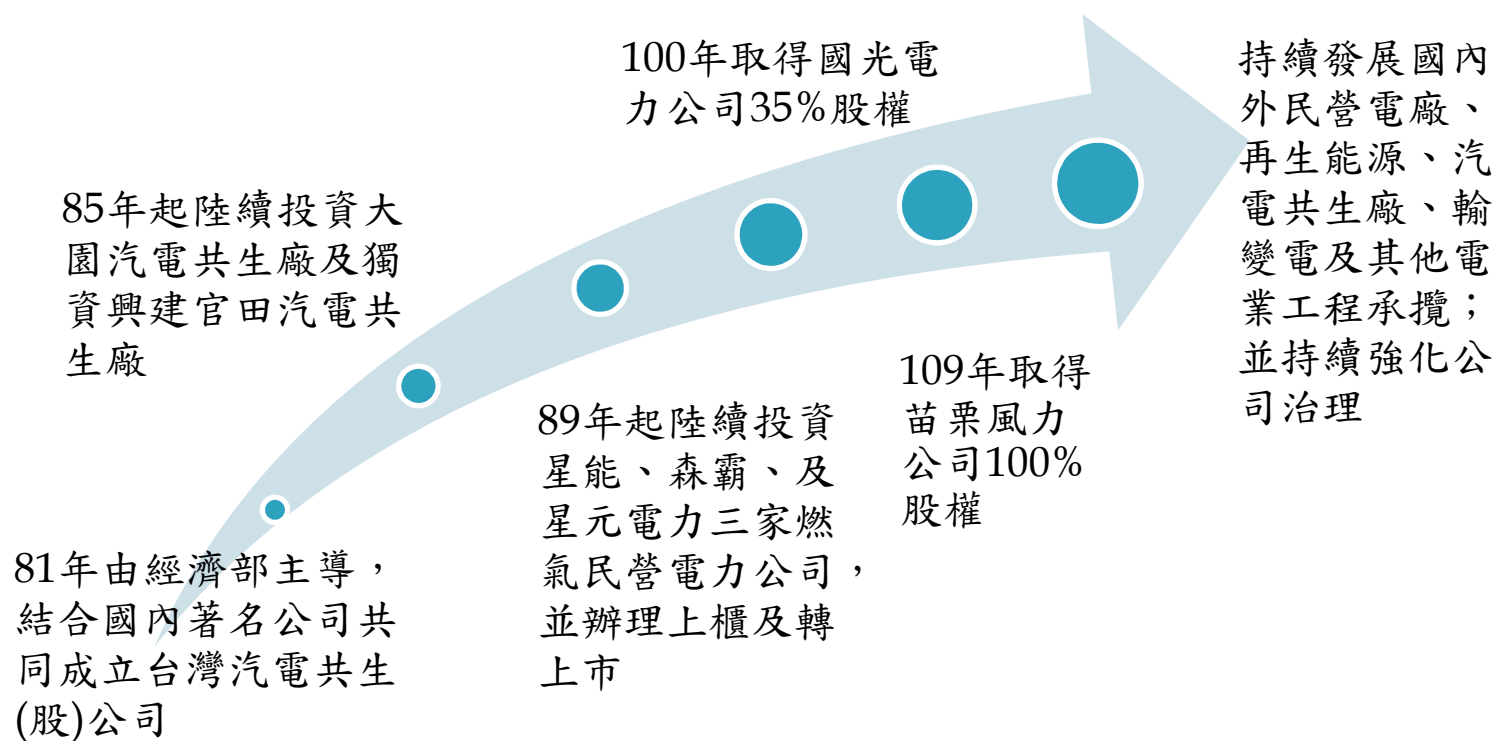 81年由經濟部主導，
結合國內著名公司共
同成立台灣汽電共生
(股)公司
85年起陸續投資大
園汽電共生廠及獨
資興建官田汽電共
生廠
89年起陸續投資
星能、森霸、及
星元電力三家燃
氣民營電力公司，
並辦理上櫃及轉
上市
100年取得國光電
力公司35%股權
109年取得
苗栗風力
公司100%
股權
持續發展國內
外民營電廠、
再生能源、汽
電共生廠、輸
變電及其他電
業工程承攬；
並持續強化公
司治理